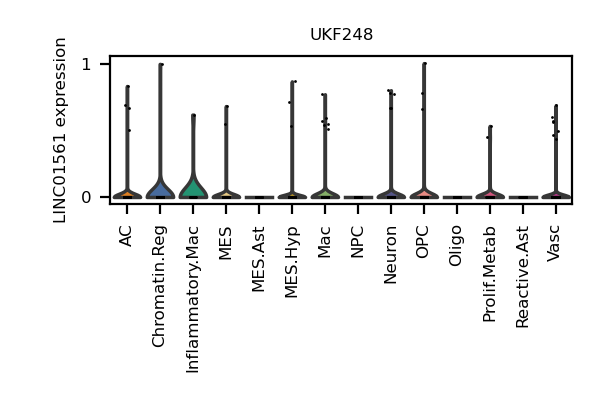 UKF248
LINC01561 expression
1
0
AC
Chromatin.Reg
Inflammatory.Mac
MES
MES.Ast
MES.Hyp
Mac
NPC
Neuron
OPC
Oligo
Prolif.Metab
Reactive.Ast
Vasc